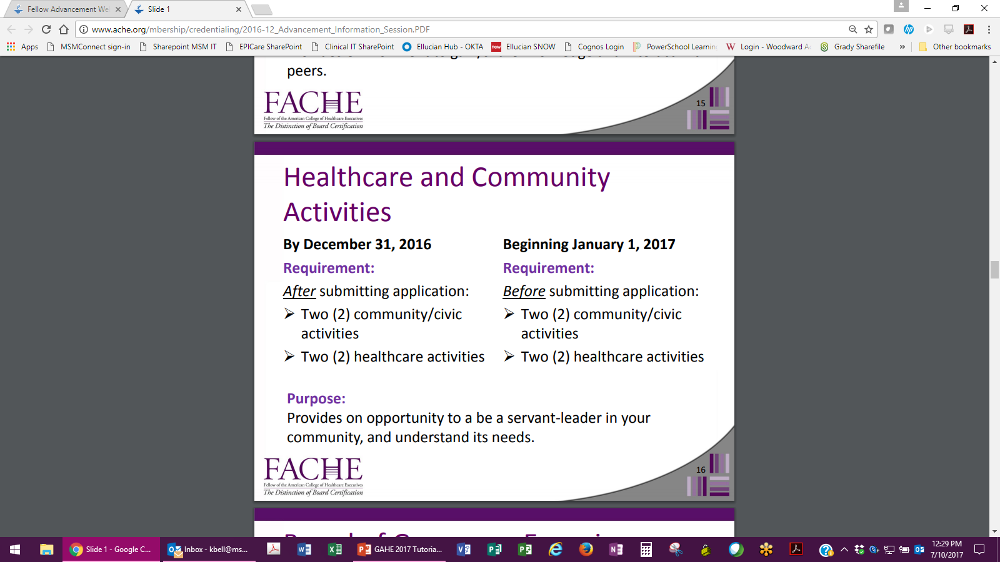 Fellow Advancement We
Slide 1
www.ache.org/mbership/credentialing/2016-12_Advancement_Information_Session.PDF
Apps
MSMConnect sign-in
Sharepoint MSM IT
EPICare SharePoint
Clinical IT SharePoint
Ellucian Hub - OKTA
now
Ellucian SNOW
Cognos Login
PowerSchool Learnin
Login - Woodward A
Grady Sharefile
»
Other bookmarks
peers.
FACHE
Fellow of the American College of Healthcare Executives
The Distinction of Board Certification
15
Healthcare and Community
Activities
By December 31, 2016
Requirement:
After submitting application:
➢ Two (2) community/civic
activities
➢ Two (2) healthcare activities
Beginning January 1, 2017
Requirement:
Before submitting application:
➢ Two (2) community/civic
activities
➢ Two (2) healthcare activities
Purpose:
Provides on opportunity to a be a servant-leader in your
community, and understand its needs.
FACHE
Fellow of the American College of Healthcare Executives
The Distinction of Board Certification
16
Slide 1 - Google C...
Inbox - kbell@ms...
GAHE 2017 Tutoria...
12:29 PM
7/10/2017